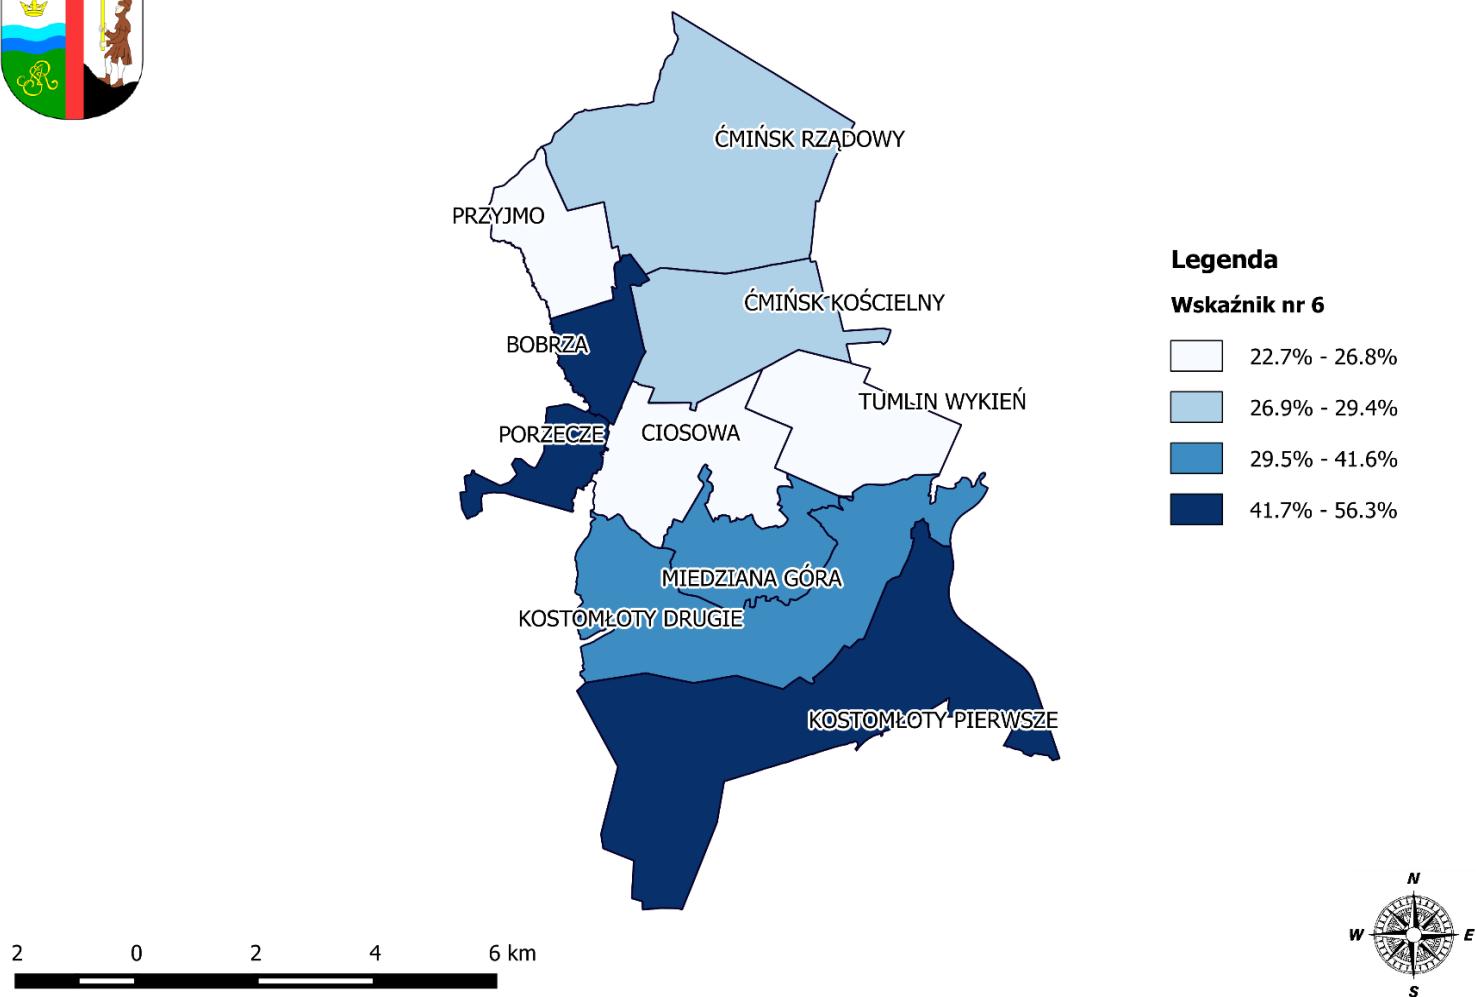 ĆMIŃSK RZĄDOWY
PRZYJMO
ĆMIŃSK KOŚCIELNY
BOBRZA
TUMLIN WYKIEŃ
PORZECZE
CIOSOWA
MIEDZIANA GÓRA
KOSTOMŁOTY DRUGIE
KOSTOMŁOTY PIERWSZE
Legenda
Wskaźnik nr 6
22.7% - 26.8%
26.9% - 29.4%
29.5% - 41.6%
41.7% - 56.3%
2 0 2 4 6 km
N
W E
S